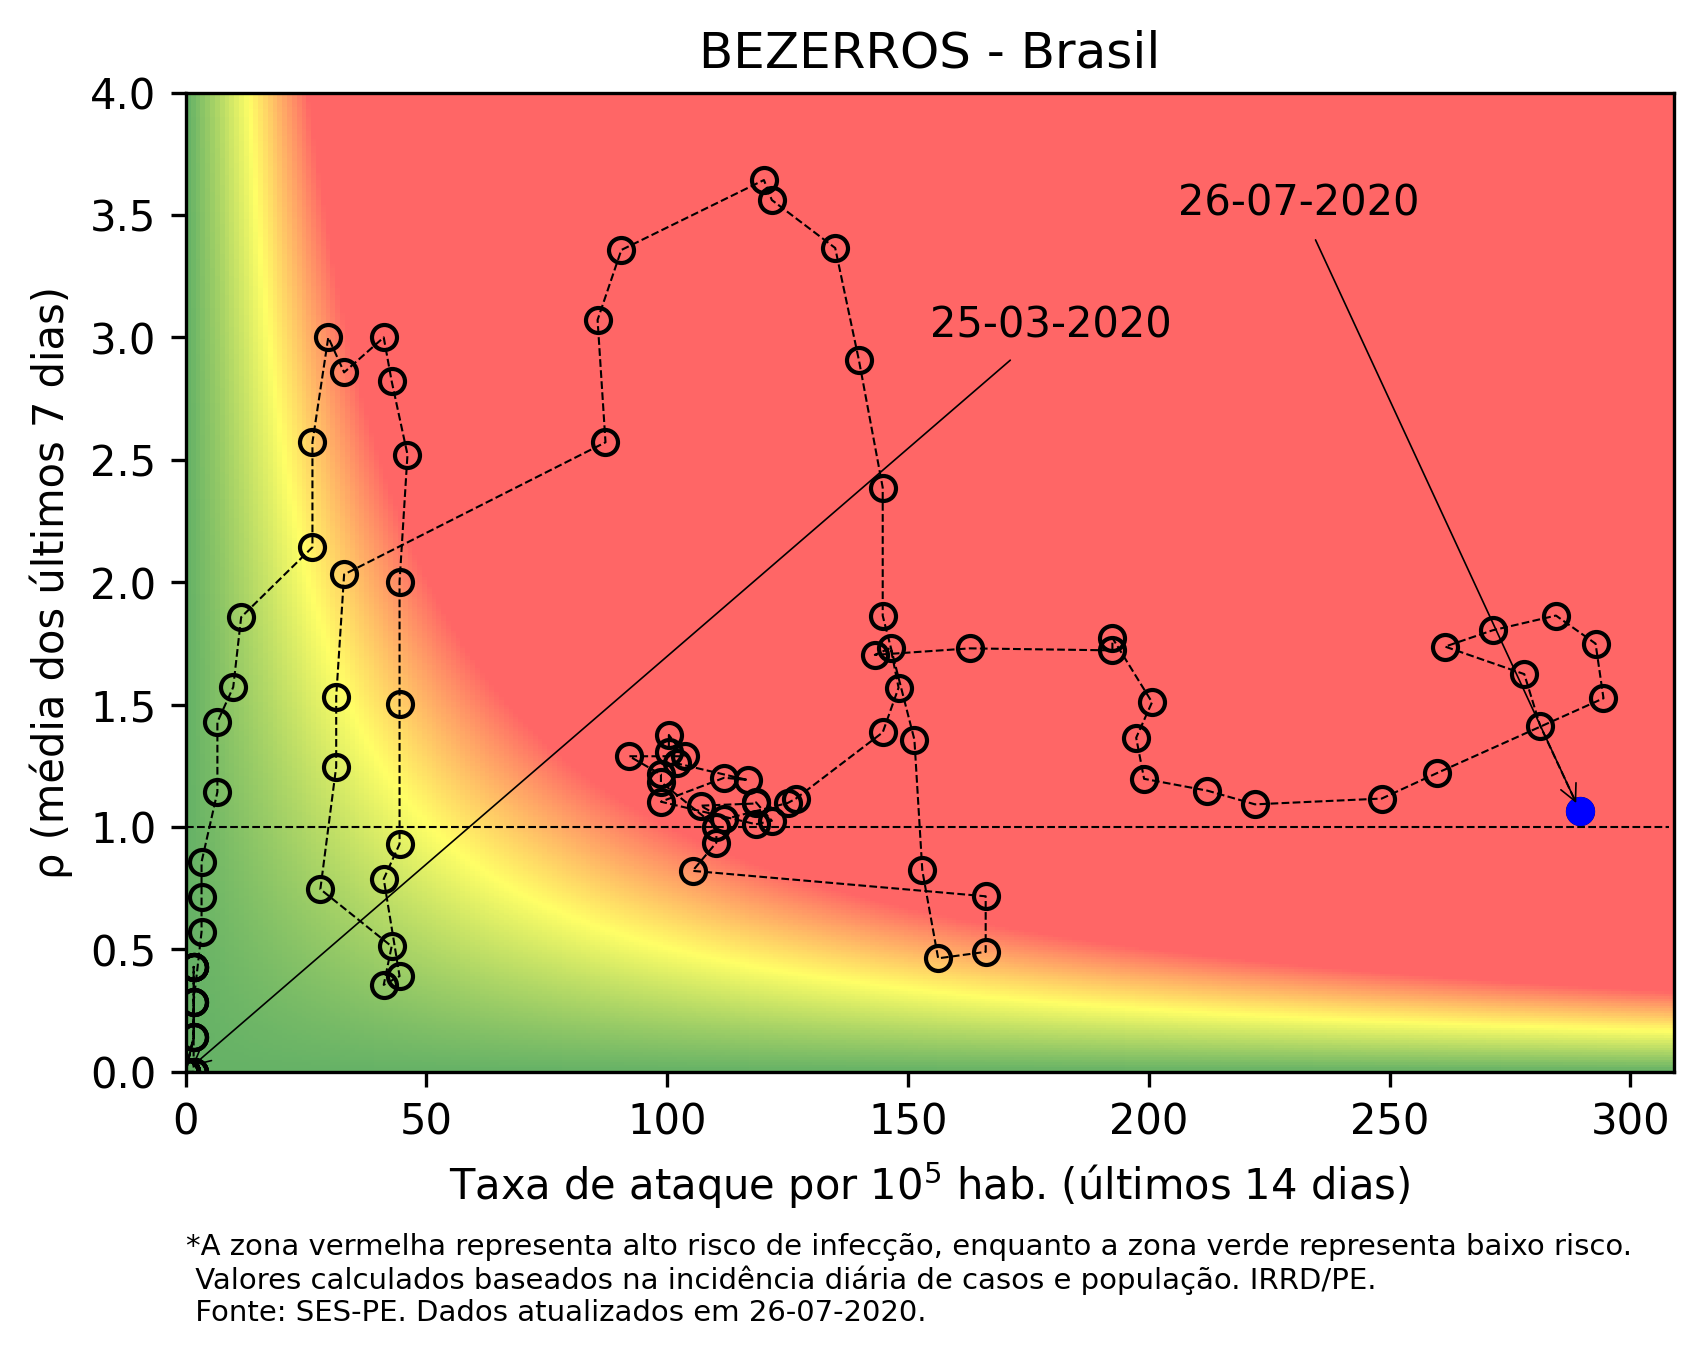 BEZERROS - Brasil
4.0
3.5
3.0
2.5
2.0
1.5
1.0
0.5
0.0
ρ (média dos últimos 7 dias)
26-07-2020
25-03-2020
0 50 100 150 200 250 300
Taxa de ataque por 10⁵ hab. (últimos 14 dias)
*A zona vermelha representa alto risco de infecção, enquanto a zona verde representa baixo risco.
Valores calculados baseados na incidência diária de casos e população. IRRD/PE.
Fonte: SES-PE. Dados atualizados em 26-07-2020.